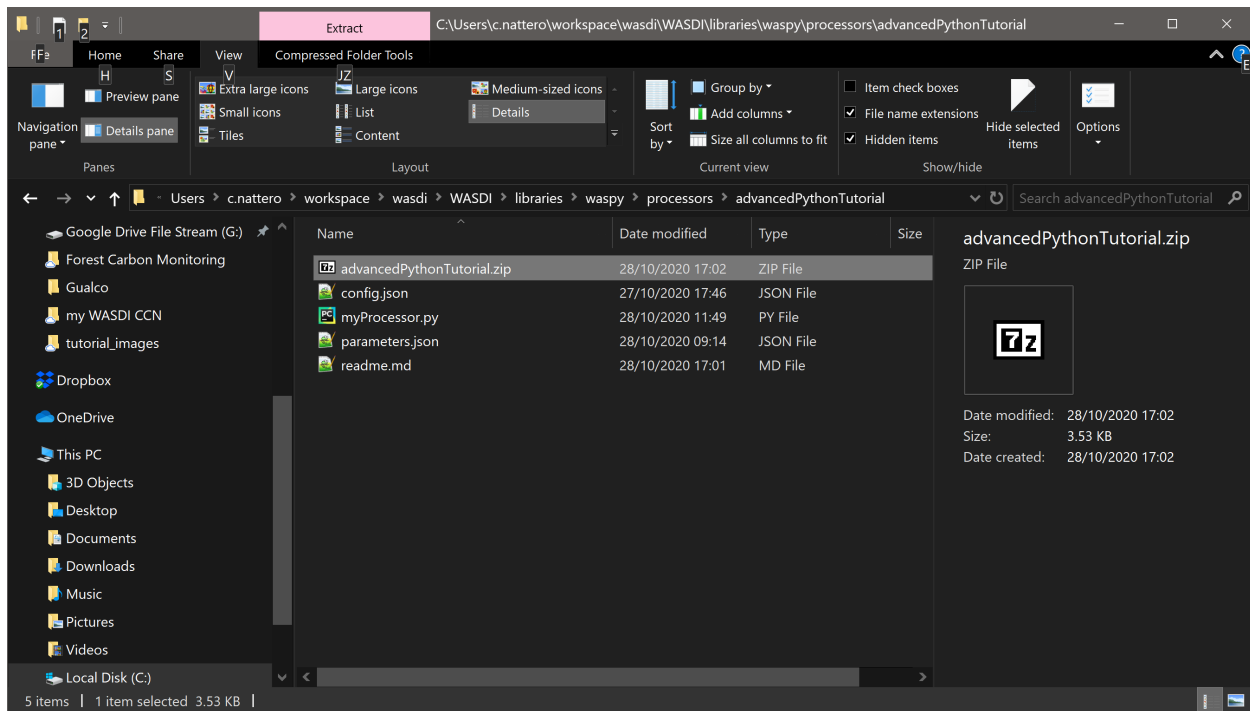 1 2 Extract C:\Users\c.nattero\workspace\wasdi\WASDI\libraries\waspy\processors\advancedPythonTutorial
F Home Share View Compressed Folder Tools
H S V JZ E
Navigation pane
Preview pane
Details pane
Panes
Extra large icons Large icons Medium-sized icons
Small icons List Details
Tiles Content
Layout
Sort by
Group by
Add columns
Size all columns to fit
Current view
Item check boxes
File name extensions
Hidden items
Hide selected items
Show/hide
Options
Users > c.nattero > workspace > wasdi > WASDI > libraries > waspy > processors > advancedPythonTutorial
Search advancedPythonTutorial
Google Drive File Stream (G:)
Forest Carbon Monitoring
Gualco
my WASDI CCN
tutorial_images
Dropbox
OneDrive
This PC
3D Objects
Desktop
Documents
Downloads
Music
Pictures
Videos
Local Disk (C:)
Name Date modified Type Size
advancedPythonTutorial.zip 28/10/2020 17:02 ZIP File
config.json 27/10/2020 17:46 JSON File
myProcessor.py 28/10/2020 11:49 PY File
parameters.json 28/10/2020 09:14 JSON File
readme.md 28/10/2020 17:01 MD File
advancedPythonTutorial.zip
ZIP File
7z
Date modified: 28/10/2020 17:02
Size: 3.53 KB
Date created: 28/10/2020 17:02
5 items 1 item selected 3.53 KB